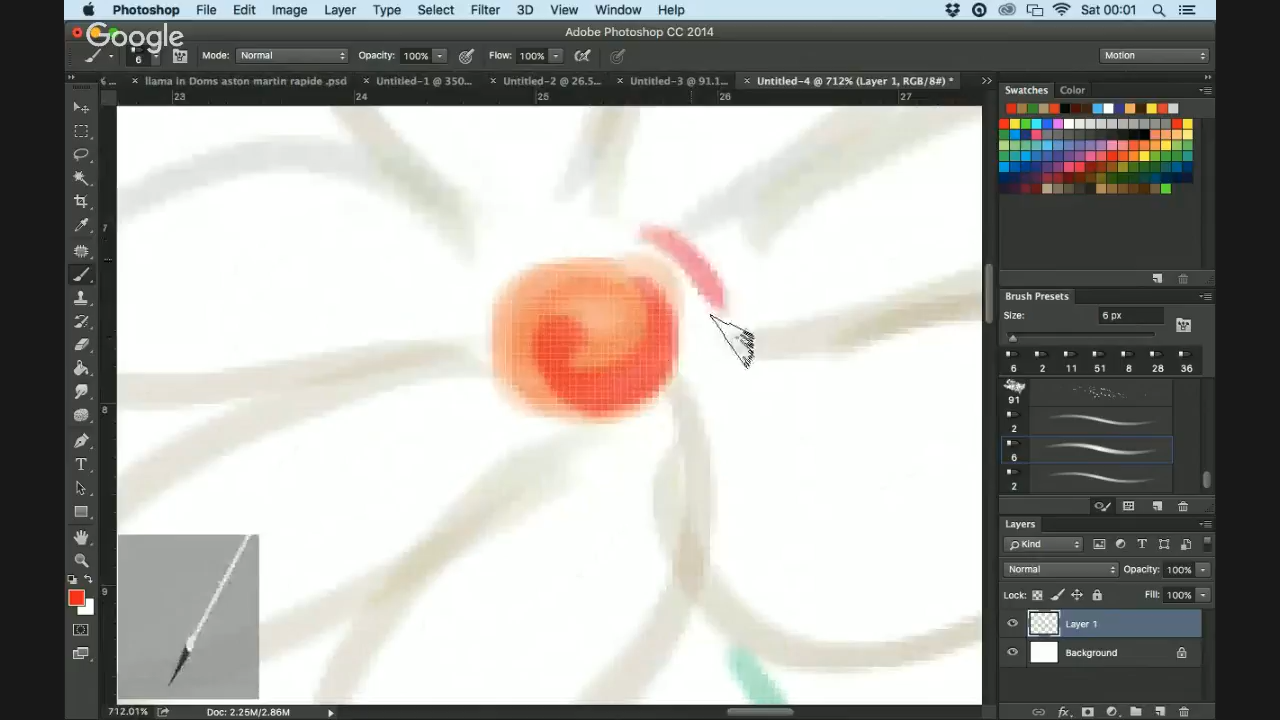 Photoshop File Edit Image Layer Type Select Filter 3D View Window Help Sat 00:01
Google
Adobe Photoshop CC 2014
6 Mode: Normal Opacity: 100% Flow: 100% Motion
llama in Doms aston martin rapide .psd Untitled-1 @ 350... Untitled-2 @ 26.5... Untitled-3 @ 91.1... Untitled-4 @ 712% (Layer 1, RGB/8#) *
Swatches Color
23 24 25 26 27
7
8
9
Brush Presets
Size: 6 px
6 2 11 51 8 28 36
91
2
6
2
Layers
Kind
Normal Opacity: 100%
Lock: Fill: 100%
Layer 1
Background
712.01% Doc: 2.25M/2.86M